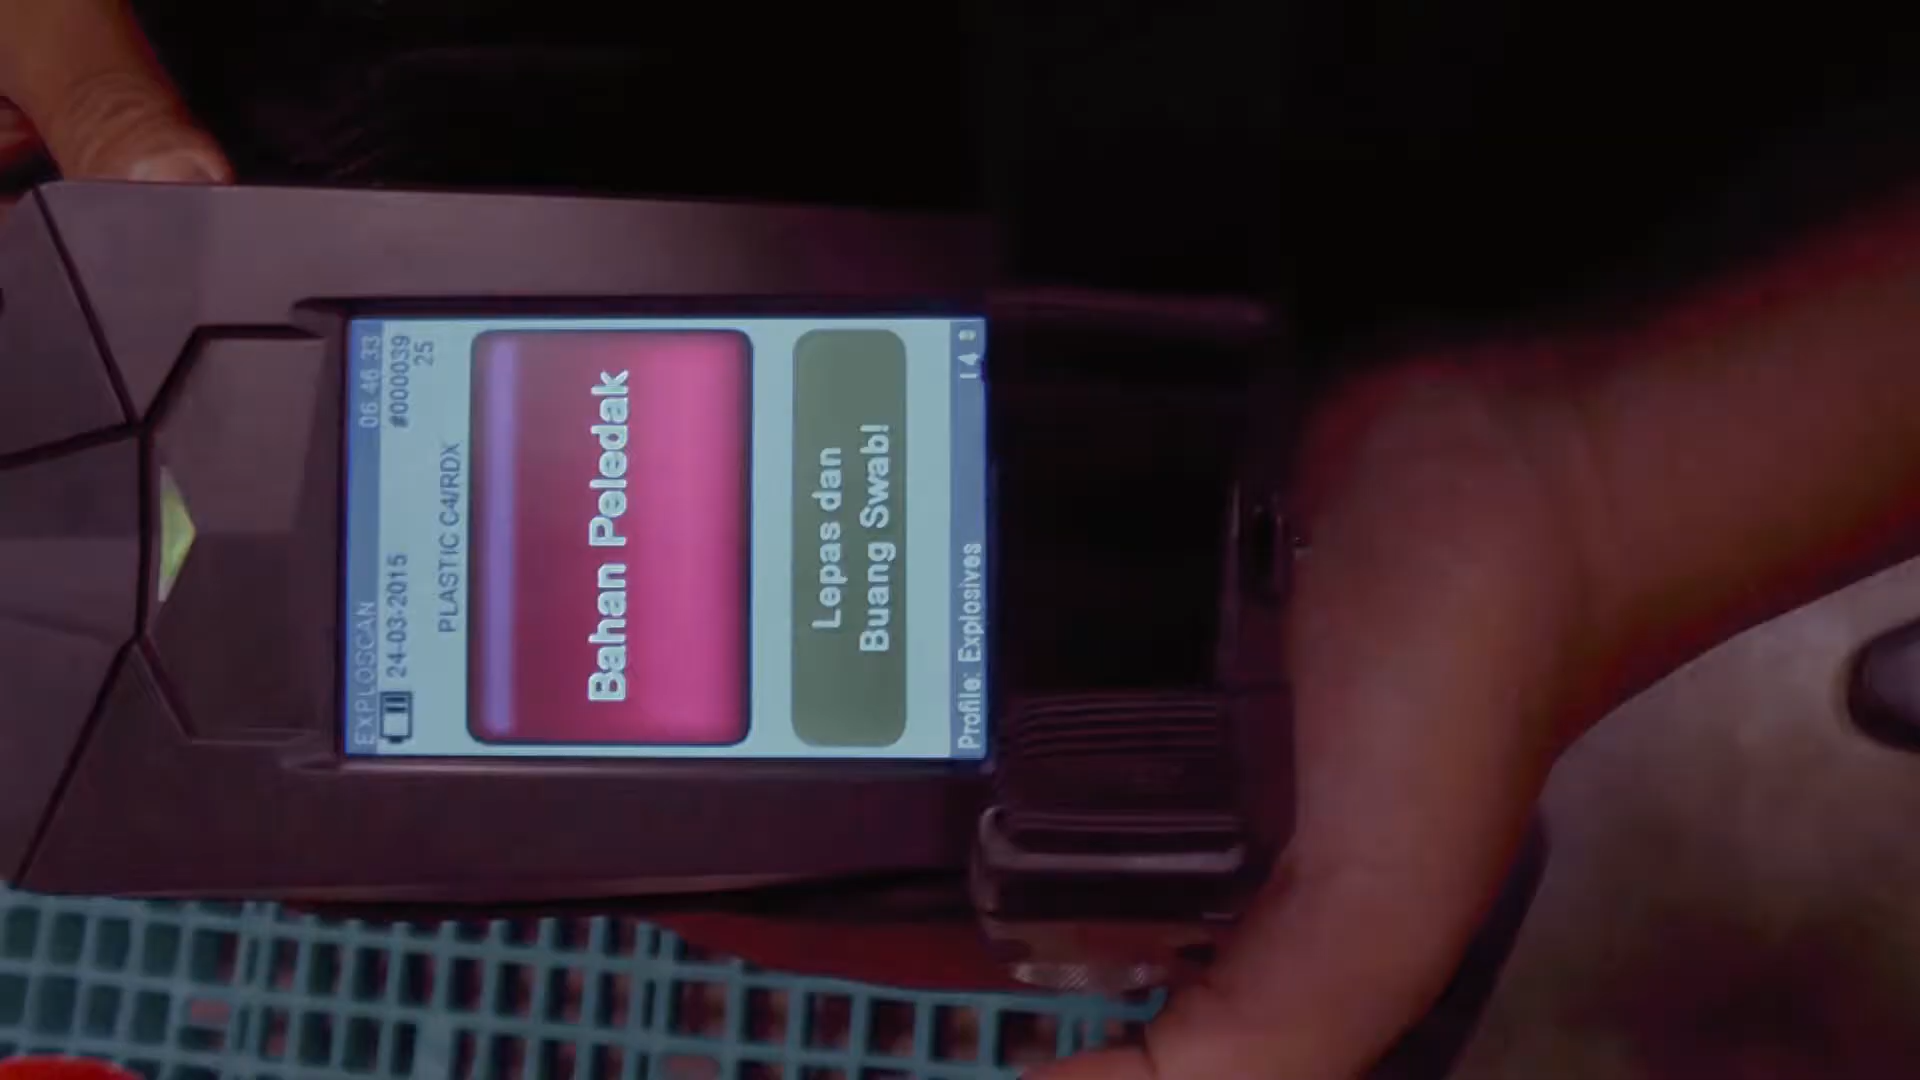 EXPLOSCAN 06 46 33
24-03-2015 #000039
25
PLASTIC C4/RDX
Bahan Peledak
Lepas dan
Buang Swab!
Profile: Explosives